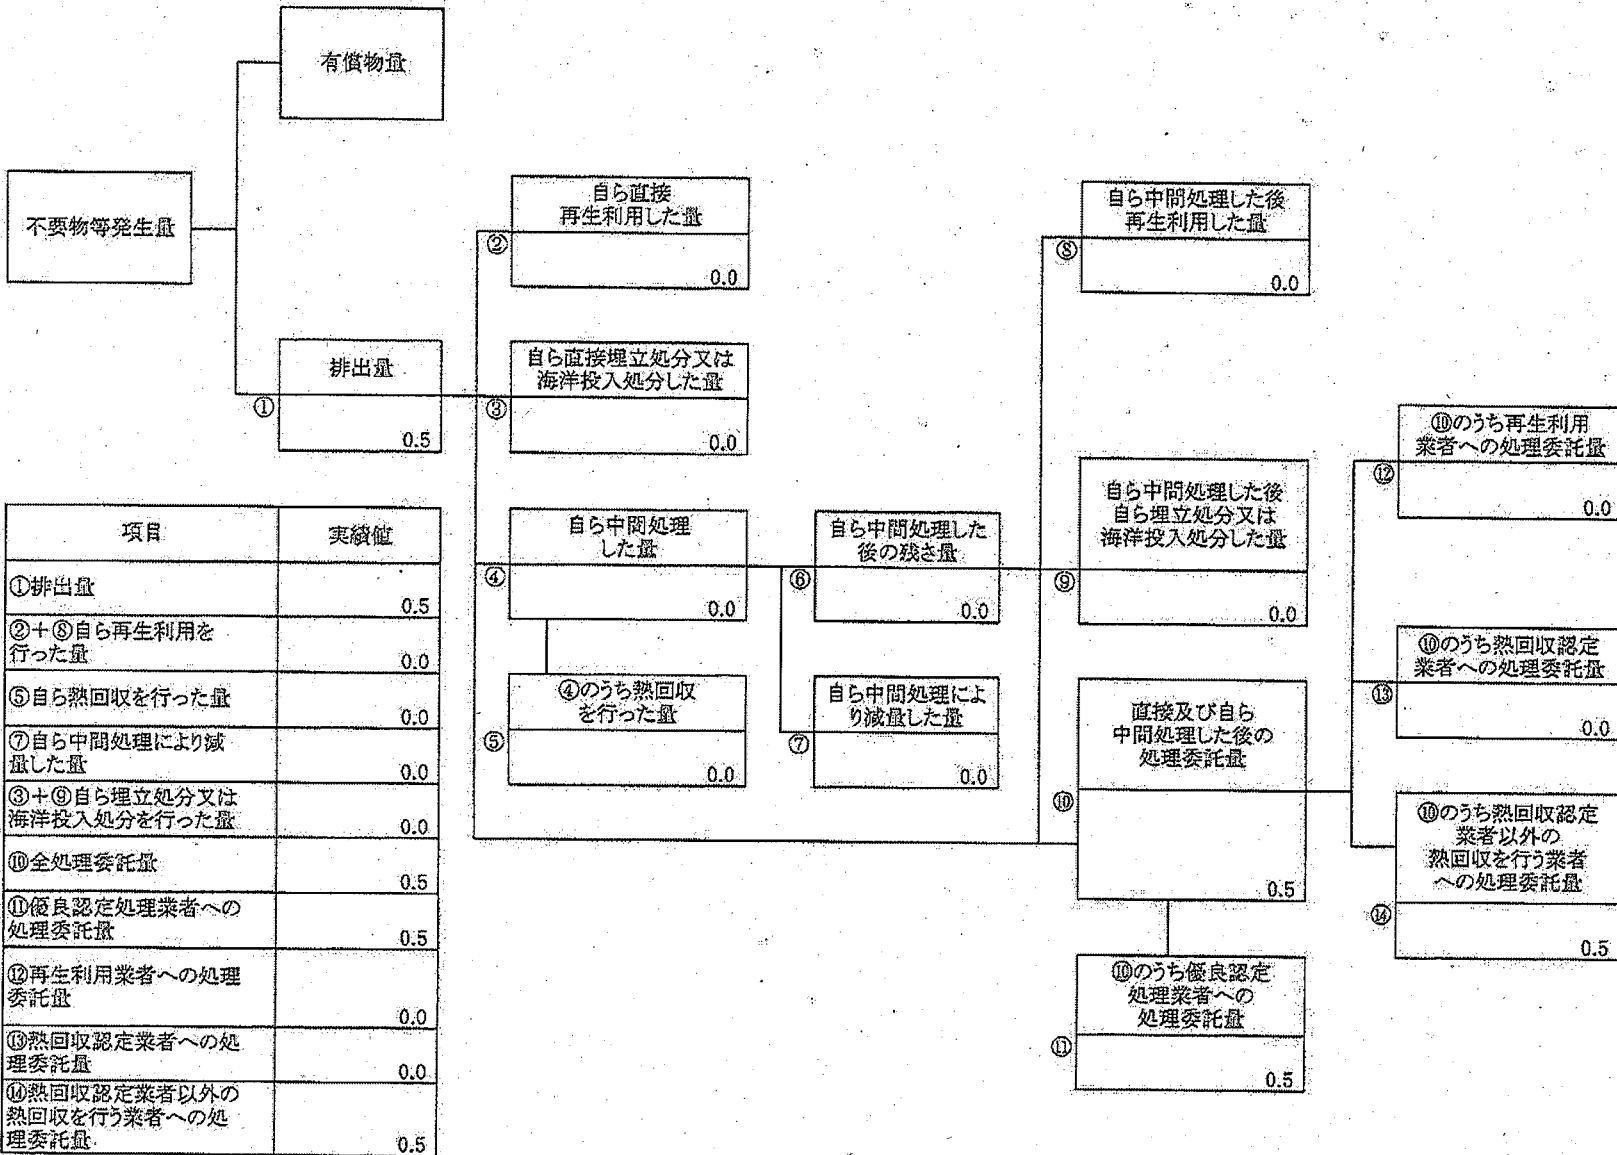 有償物量
不要物等発生量
排出量
①
0.5
自ら直接
再生利用した量
②
0.0
自ら直接埋立処分又は
海洋投入処分した量
③
0.0
自ら中間処理
した量
④
0.0
④のうち熱回収
を行った量
⑤
0.0
自ら中間処理した
後の残さ量
⑥
0.0
自ら中間処理によ
り減量した量
⑦
0.0
自ら中間処理した後
再生利用した量
⑧
0.0
自ら中間処理した後
自ら埋立処分又は
海洋投入処分した量
⑨
0.0
直接及び自ら
中間処理した後の
処理委託量
⑩
0.5
⑩のうち優良認定
処理業者への
処理委託量
⑪
0.5
⑩のうち再生利用
業者への処理委託量
⑫
0.0
⑩のうち熱回収認定
業者への処理委託量
⑬
0.0
⑩のうち熱回収認定
業者以外の
熱回収を行う業者
への処理委託量
⑭
0.5
項目 実績値
①排出量
0.5
②+⑧自ら再生利用を
行った量
0.0
⑤自ら熱回収を行った量
0.0
⑦自ら中間処理により減
量した量
0.0
③+⑨自ら埋立処分又は
海洋投入処分を行った量
0.0
⑩全処理委託量
0.5
⑪優良認定処理業者への
処理委託量
0.5
⑫再生利用業者への処理
委託量
0.0
⑬熱回収認定業者への処
理委託量
0.0
⑭熱回収認定業者以外の
熱回収を行う業者への処
理委託量
0.5